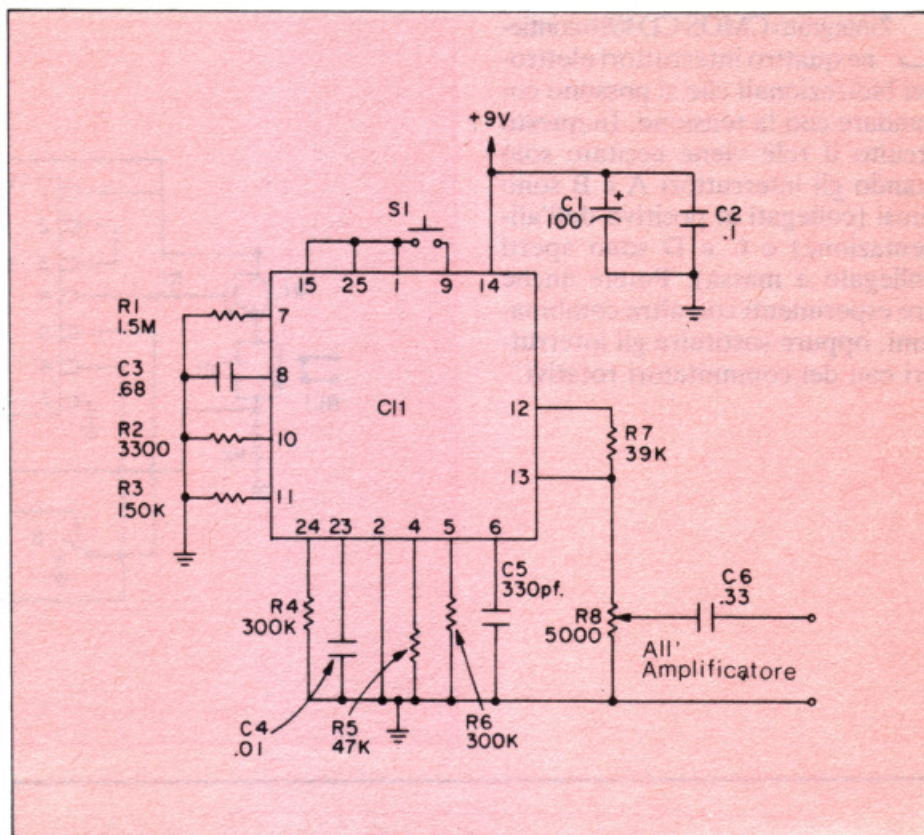 +9V
S1
C1
100
+
C2
.1
15 25 1 9 14
R1
1.5M
7
C3
.68
8
CI1
12
R2
3300
10
R7
39K
13
R3
150K
11
24 23 2 4 5 6
C5
330pf.
R4
300K
R8
5000
C6
.33
All'
Amplificatore
C4
.01
R5
47K
R6
300K